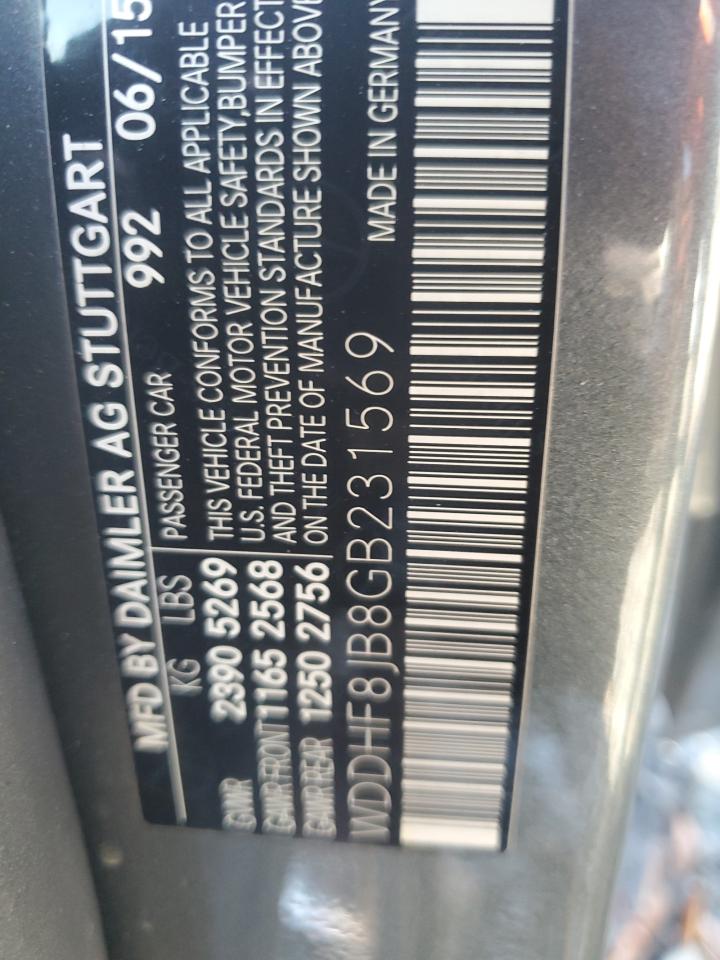 MFD BY DAIMLER AG STUTTGART
992 06/15
KG LBS PASSENGER CAR
GVWR 2390 5269 THIS VEHICLE CONFORMS TO ALL APPLICABLE
U.S. FEDERAL MOTOR VEHICLE SAFETY,BUMPER
GAWR FRONT 1165 2568 AND THEFT PREVENTION STANDARDS IN EFFECT
GAWR REAR 1250 2756 ON THE DATE OF MANUFACTURE SHOWN ABOVE
MADE IN GERMANY
WDDHF8JB8GB231569